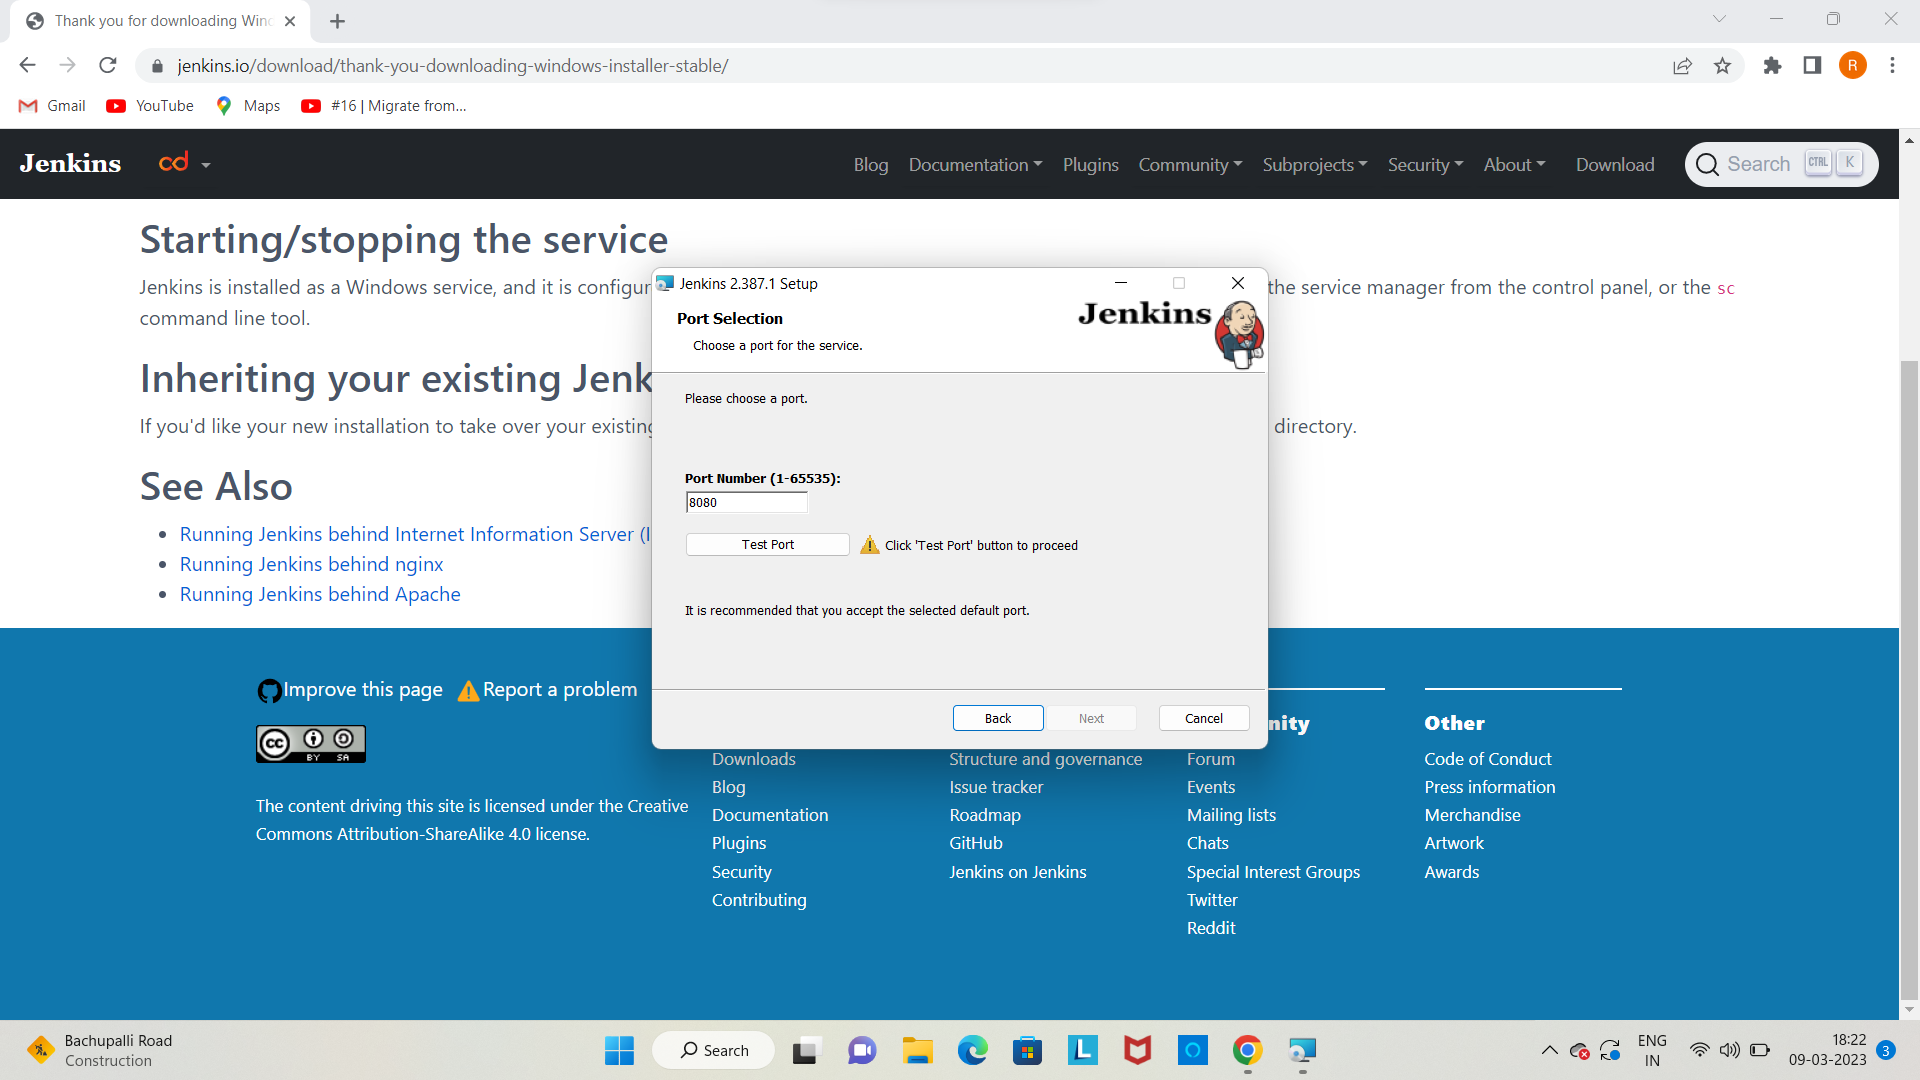 Thank you for downloading Wind
jenkins.io/download/thank-you-downloading-windows-installer-stable/
R
Gmail
YouTube
Maps
#16 | Migrate from...
Jenkins
cd
Blog
Documentation
Plugins
Community
Subprojects
Security
About
Download
Search
CTRL
K
Starting/stopping the service
Jenkins is installed as a Windows service, and it is configur
the service manager from the control panel, or the sc
command line tool.
Inheriting your existing Jenk
If you'd like your new installation to take over your existing
directory.
See Also
Running Jenkins behind Internet Information Server (I
Running Jenkins behind nginx
Running Jenkins behind Apache
Jenkins 2.387.1 Setup
Port Selection
Jenkins
Choose a port for the service.
Please choose a port.
Port Number (1-65535):
8080
Test Port
Click 'Test Port' button to proceed
It is recommended that you accept the selected default port.
Back
Next
Cancel
Improve this page
Report a problem
cc BY SA
The content driving this site is licensed under the Creative
Commons Attribution-ShareAlike 4.0 license.
Downloads
Blog
Documentation
Plugins
Security
Contributing
Structure and governance
Issue tracker
Roadmap
GitHub
Jenkins on Jenkins
nity
Forum
Events
Mailing lists
Chats
Special Interest Groups
Twitter
Reddit
Other
Code of Conduct
Press information
Merchandise
Artwork
Awards
Bachupalli Road
Construction
Search
L
ENG
IN
18:22
09-03-2023
3